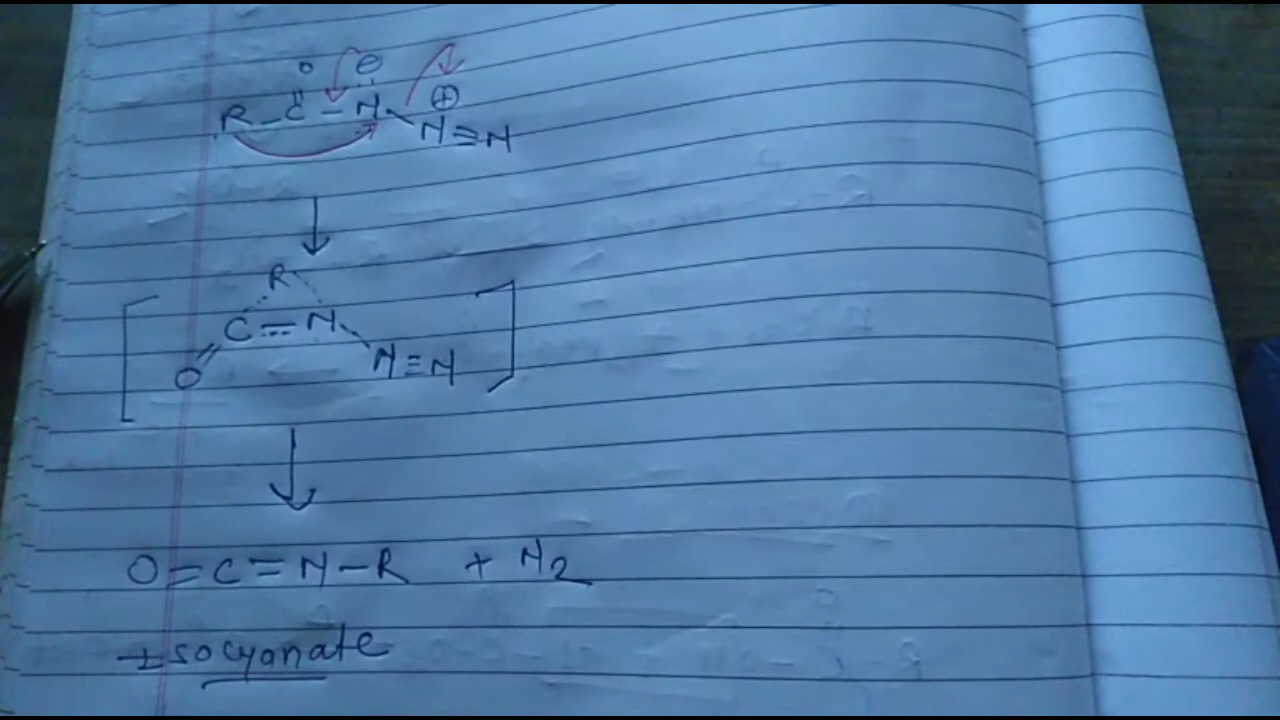 O ⊖
R - C - N ⊕
N≡N
R
C = N
O N≡N
O=C=N-R + N2
Isocyanate